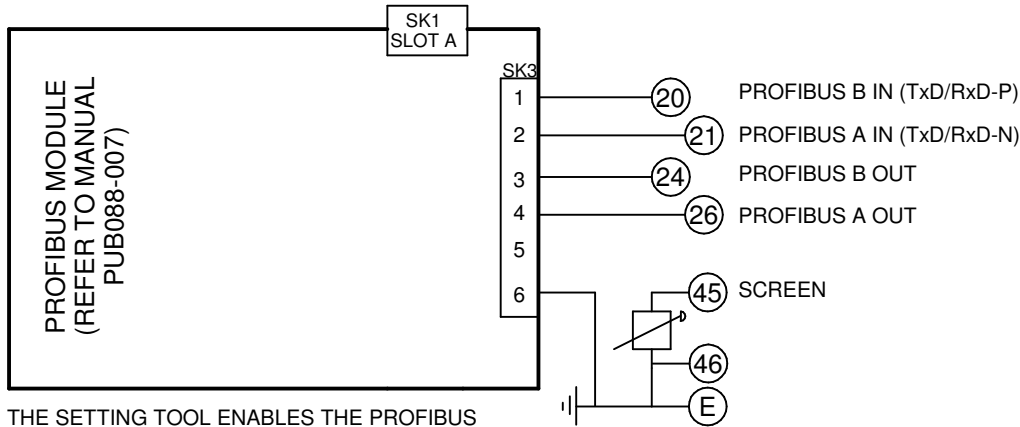 SK1
SLOT A
PROFIBUS MODULE
(REFER TO MANUAL
PUB088-007)
SK3
1
20
PROFIBUS B IN (TxD/RxD-P)
2
21
PROFIBUS A IN (TxD/RxD-N)
3
24
PROFIBUS B OUT
4
26
PROFIBUS A OUT
5
6
45
SCREEN
46
E
THE SETTING TOOL ENABLES THE PROFIBUS